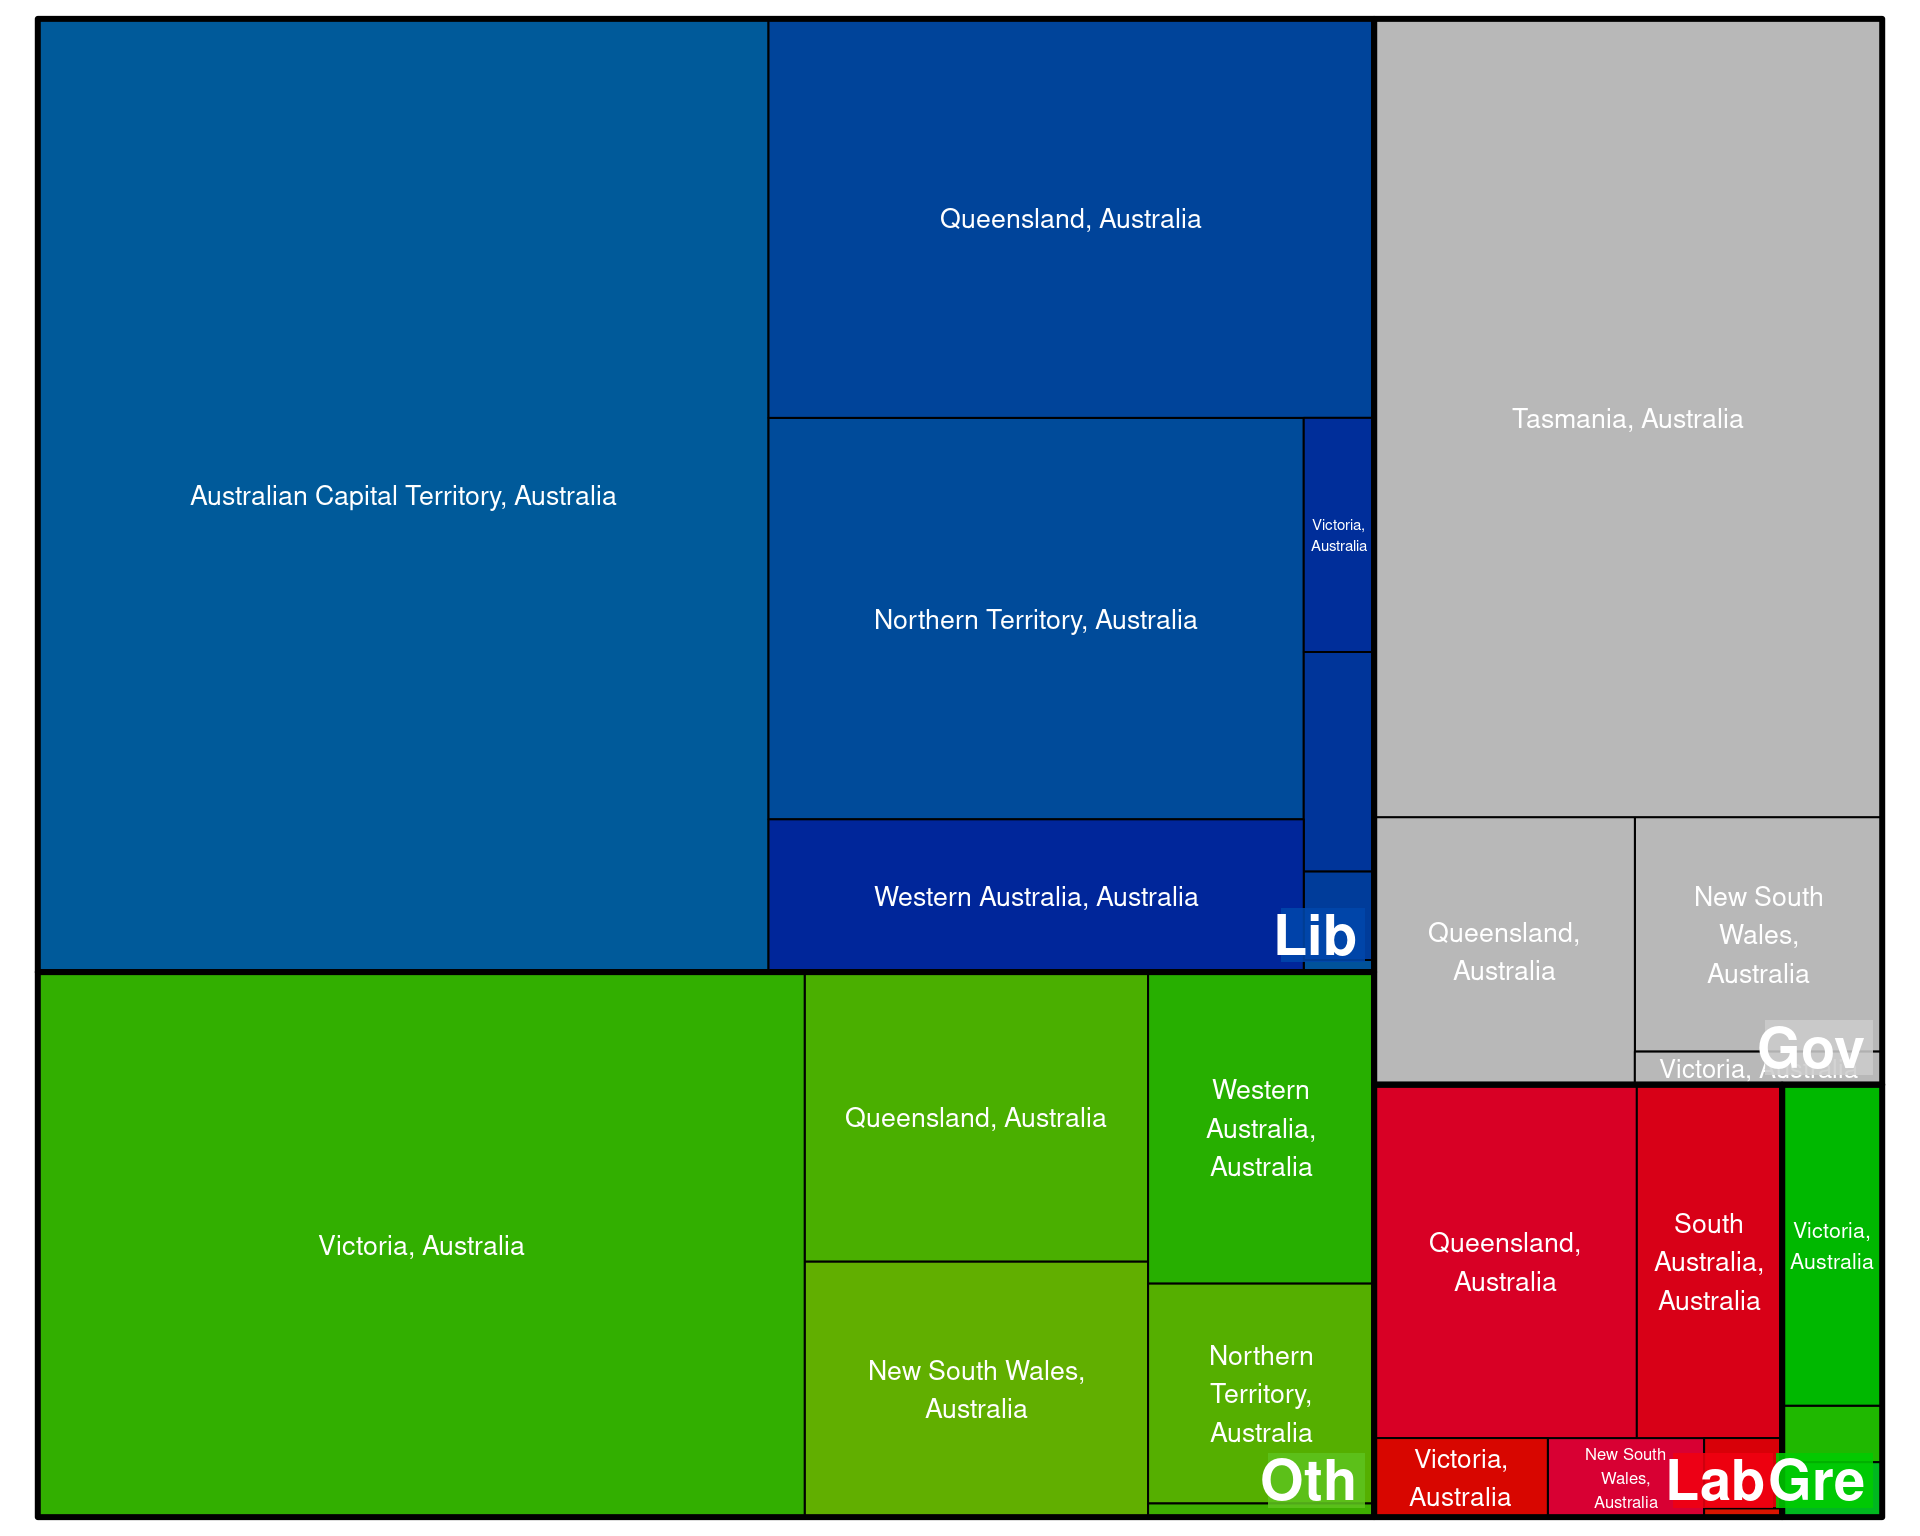 Australian Capital Territory, Australia
Queensland, Australia
Northern Territory, Australia
Victoria,
Australia
Western Australia, Australia
Lib
Tasmania, Australia
Queensland,
Australia
New South
Wales,
Australia
Victoria, Australia
Gov
Victoria, Australia
Queensland, Australia
New South Wales,
Australia
Western
Australia,
Australia
Northern
Territory,
Australia
Oth
Queensland,
Australia
South
Australia,
Australia
Victoria,
Australia
New South
Wales,
Australia
Lab
Victoria,
Australia
Gre